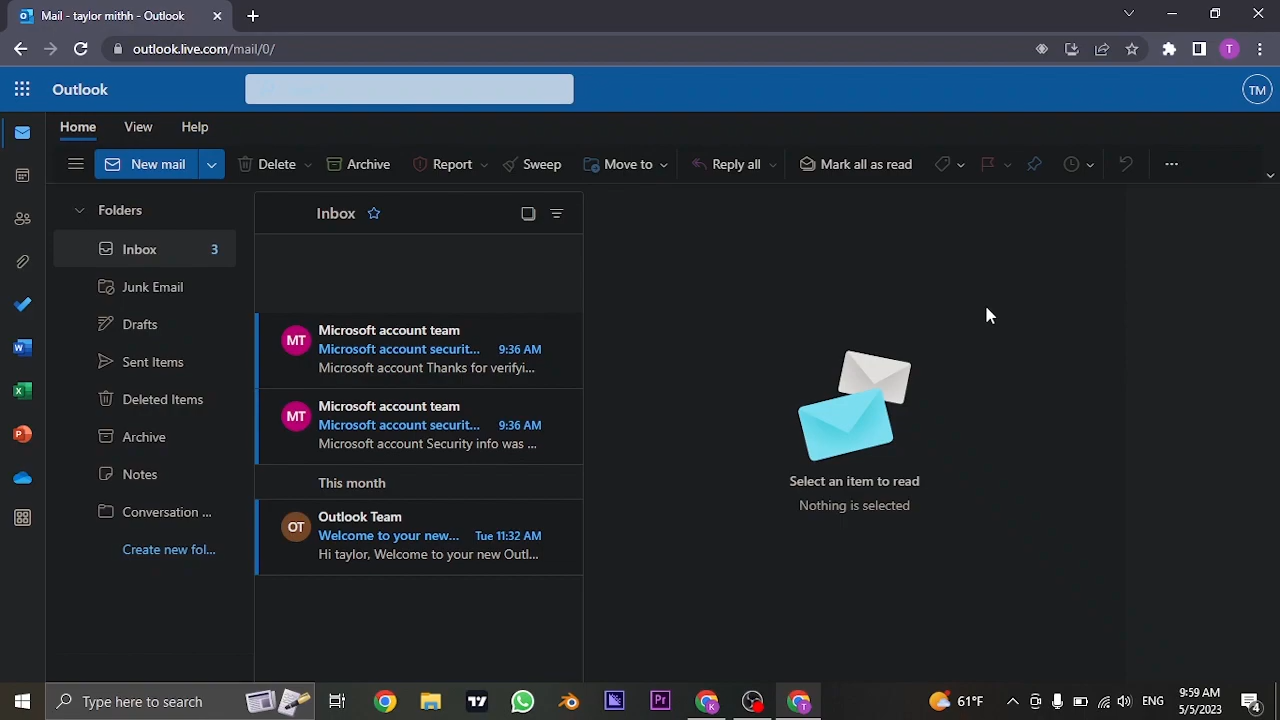 Mail - taylor mithh - Outlook
outlook.live.com/mail/0/
T
Outlook
TM
Home View Help
New mail Delete Archive Report Sweep Move to Reply all Mark all as read
Folders
Inbox 3
Junk Email
Drafts
Sent Items
Deleted Items
Archive
Notes
Conversation ...
Create new fol...
Inbox
MT
Microsoft account team
Microsoft account securit... 9:36 AM
Microsoft account Thanks for verifyi...
MT
Microsoft account team
Microsoft account securit... 9:36 AM
Microsoft account Security info was ...
This month
OT
Outlook Team
Welcome to your new... Tue 11:32 AM
Hi taylor, Welcome to your new Outl...
Select an item to read
Nothing is selected
Type here to search
Pr
K
T
61°F
ENG
9:59 AM
5/5/2023
4